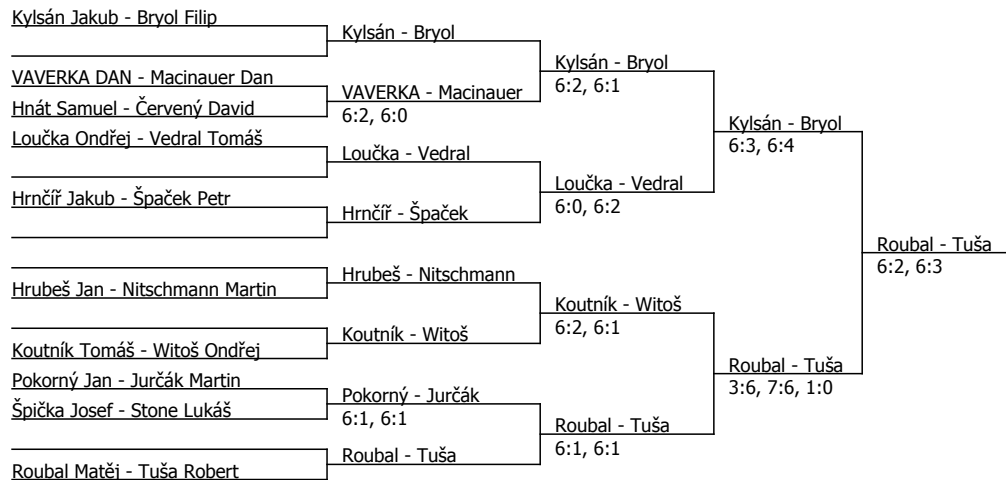 Kylsán Jakub - Bryol Filip
VAVERKA DAN - Macinauer Dan
Hnát Samuel - Červený David
Loučka Ondřej - Vedral Tomáš
Hrnčíř Jakub - Špaček Petr
Hrubeš Jan - Nitschmann Martin
Koutník Tomáš - Witoš Ondřej
Pokorný Jan - Jurčák Martin
Špička Josef - Stone Lukáš
Roubal Matěj - Tuša Robert
Kylsán - Bryol
VAVERKA - Macinauer
6:2, 6:0
Loučka - Vedral
Hrnčíř - Špaček
Hrubeš - Nitschmann
Koutník - Witoš
Pokorný - Jurčák
6:1, 6:1
Roubal - Tuša
Kylsán - Bryol
6:2, 6:1
Loučka - Vedral
6:0, 6:2
Koutník - Witoš
6:2, 6:1
Roubal - Tuša
6:1, 6:1
Kylsán - Bryol
6:3, 6:4
Roubal - Tuša
3:6, 7:6, 1:0
Roubal - Tuša
6:2, 6:3